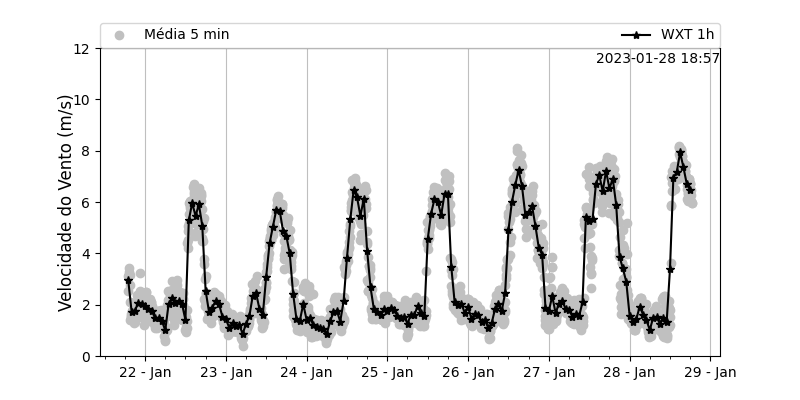 Média 5 min
WXT 1h
2023-01-28 18:57
Velocidade do Vento (m/s)
12
10
8
6
4
2
0
22 - Jan
23 - Jan
24 - Jan
25 - Jan
26 - Jan
27 - Jan
28 - Jan
29 - Jan